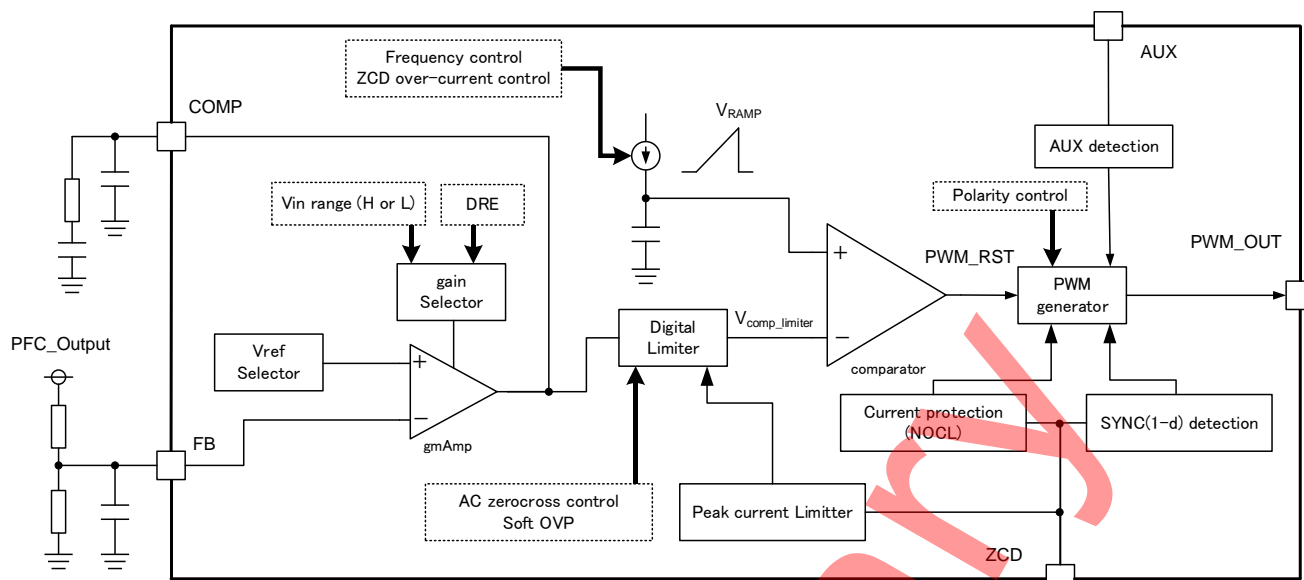 AUX
Frequency control
ZCD over-current control
COMP
VRAMP
AUX detection
Vin range (H or L)
DRE
Polarity control
PWM_OUT
PWM_RST
+
gain
Selector
PWM
generator
PFC_Output
Vref
Selector
+
Digital
Limiter
Vcomp_limiter
−
comparator
−
Current protection
(NOCL)
SYNC(1-d) detection
FB
gmAmp
AC zerocross control
Soft OVP
Peak current Limitter
ZCD